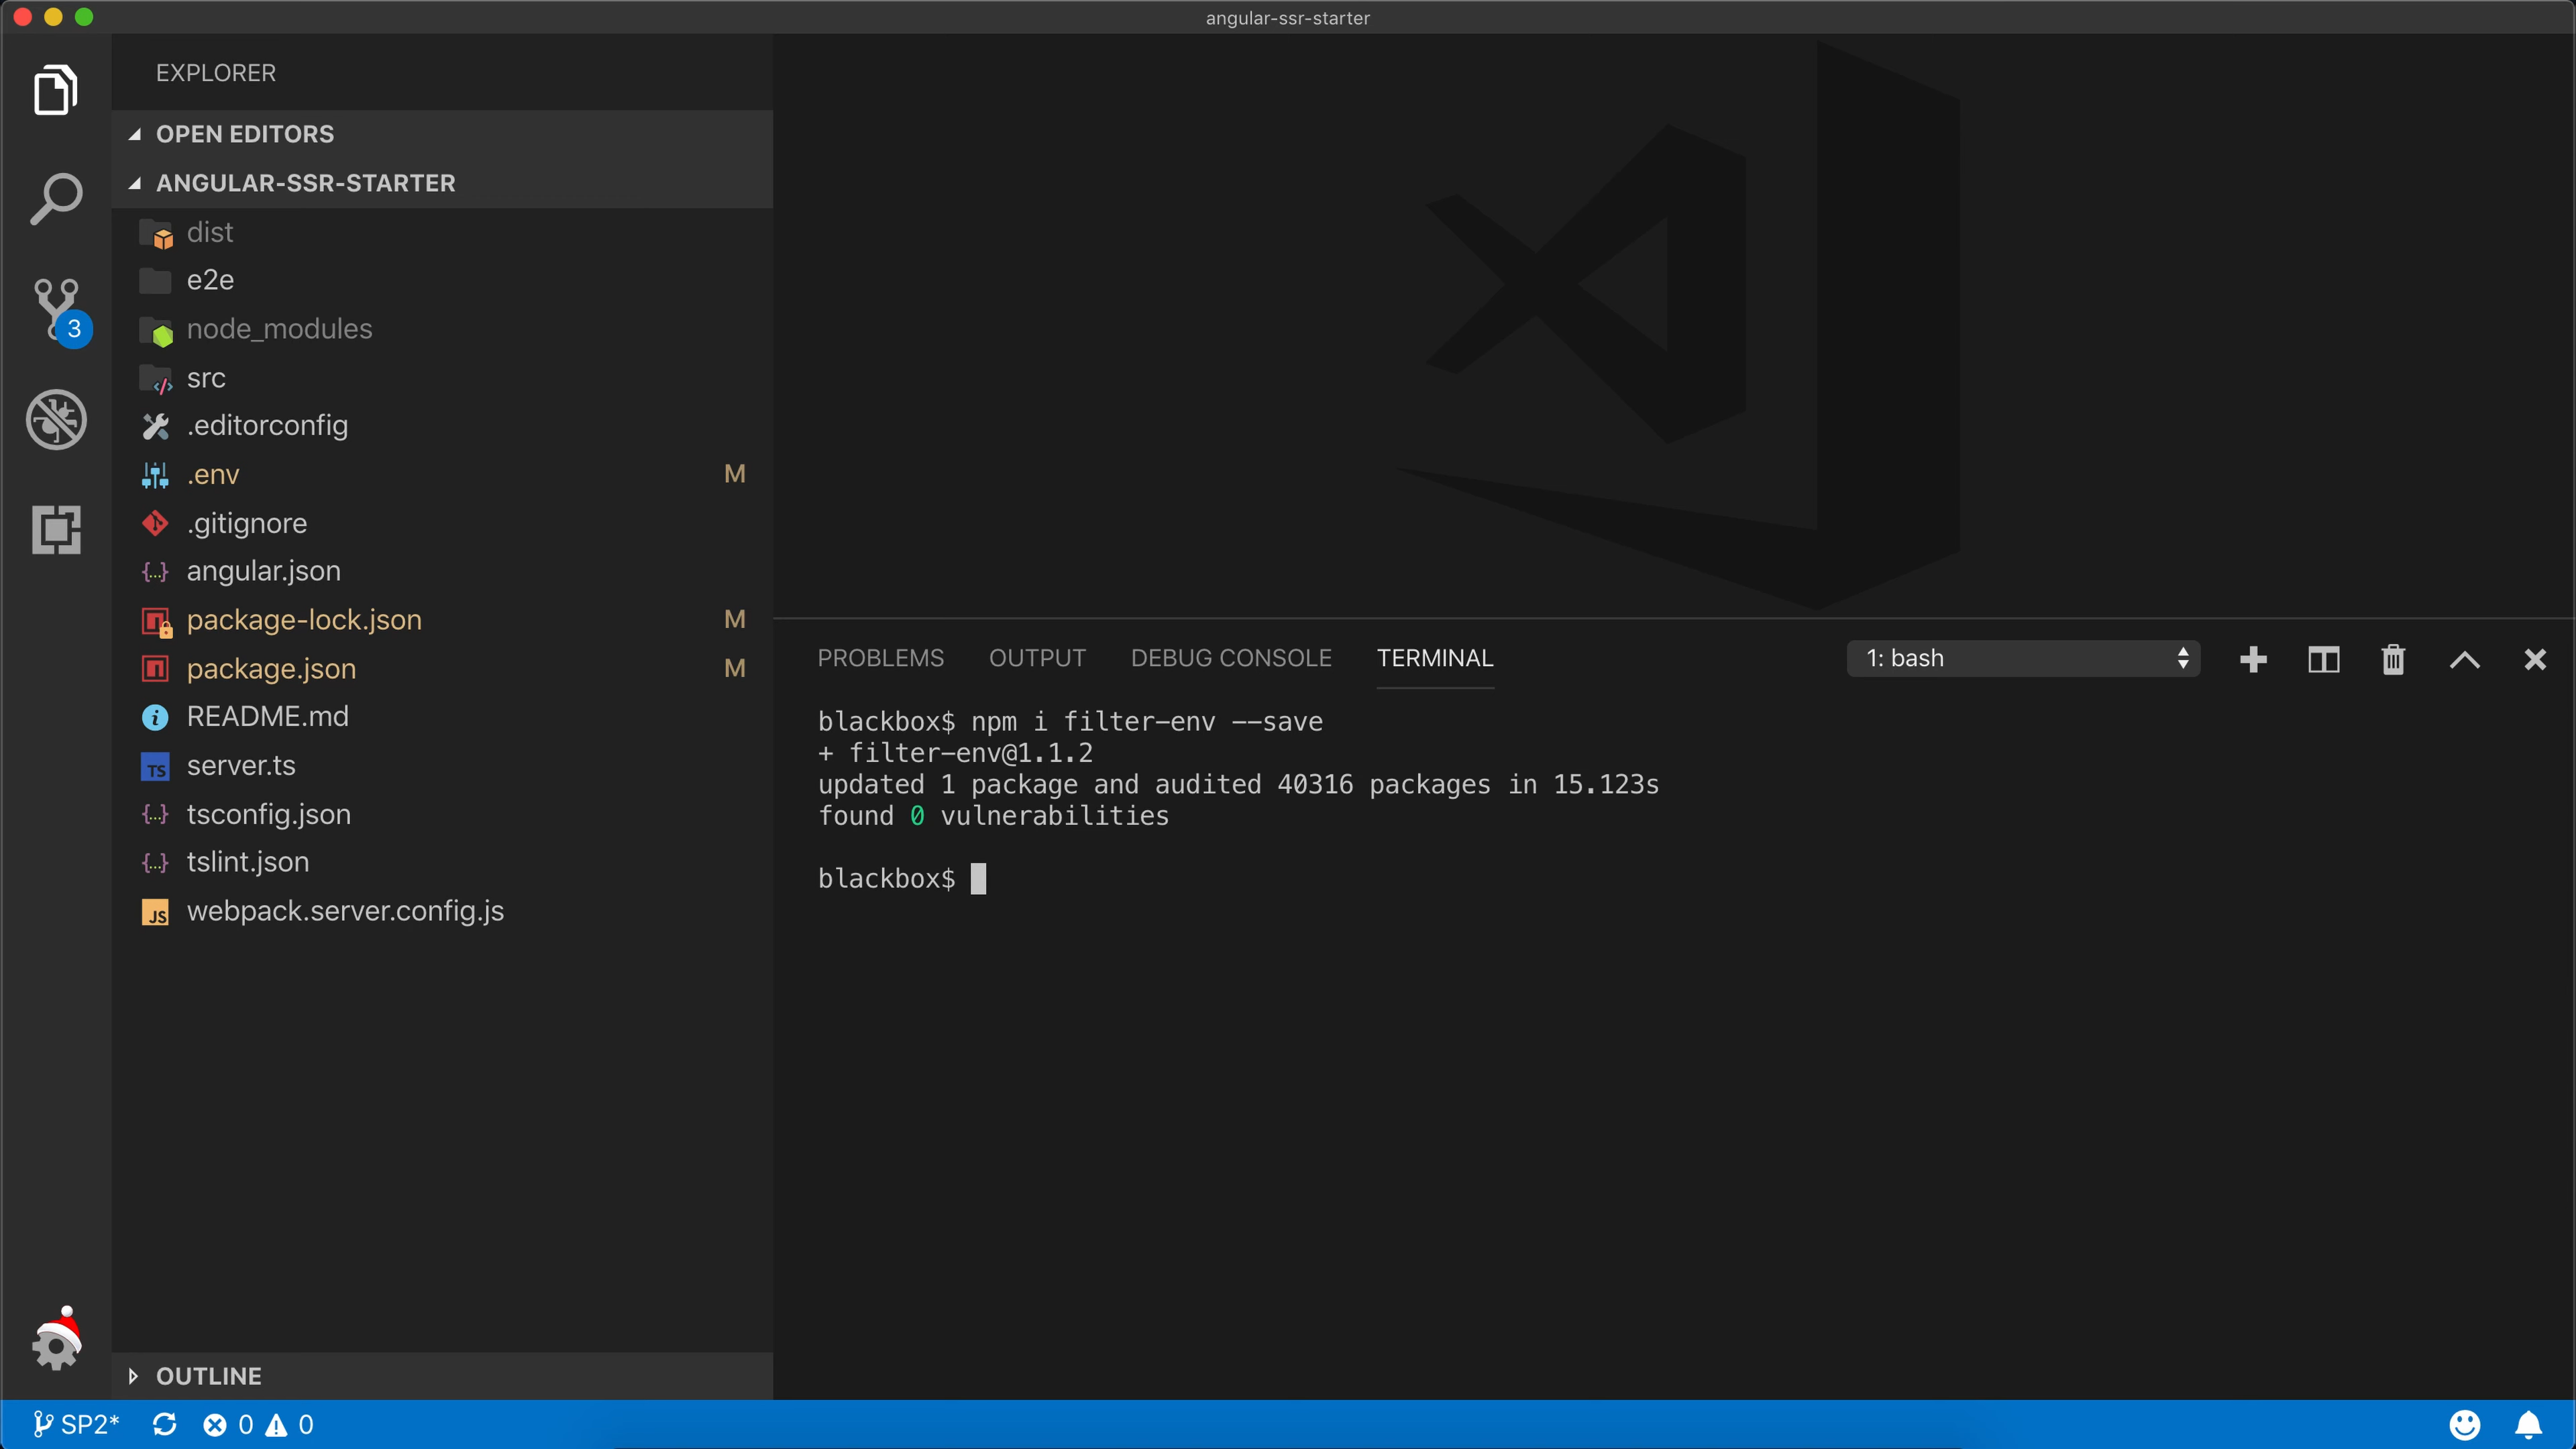 angular-ssr-starter
EXPLORER
OPEN EDITORS
ANGULAR-SSR-STARTER
dist
e2e
node_modules
src
.editorconfig
.env M
.gitignore
angular.json
package-lock.json M
package.json M
README.md
TS server.ts
tsconfig.json
tslint.json
JS webpack.server.config.js
3
OUTLINE
PROBLEMS OUTPUT DEBUG CONSOLE TERMINAL 1: bash
blackbox$ npm i filter-env --save
+ filter-env@1.1.2
updated 1 package and audited 40316 packages in 15.123s
found 0 vulnerabilities
blackbox$
SP2* 0 0